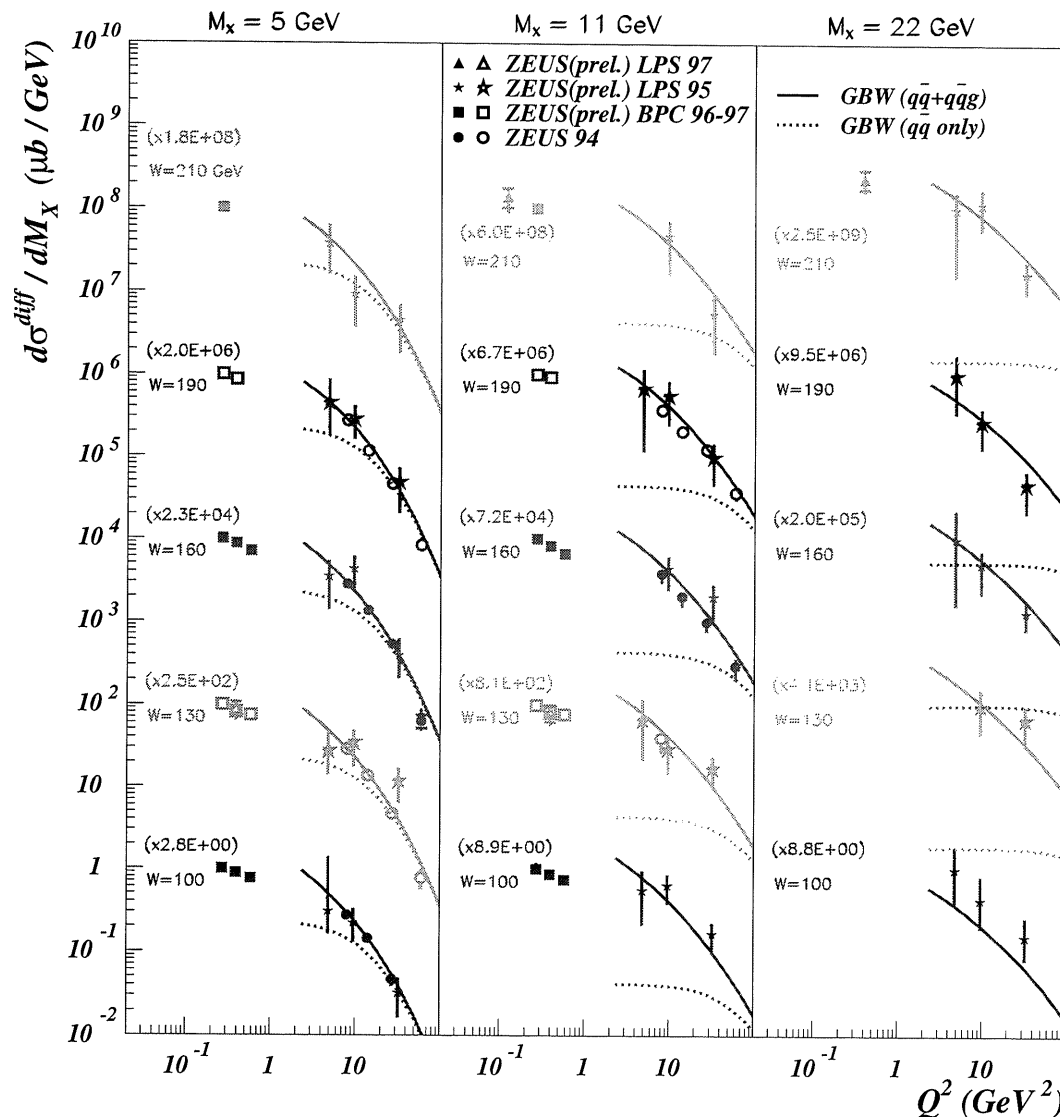 M_x = 5 GeV
M_x = 11 GeV
M_x = 22 GeV
dσ^diff / dM_X (μb / GeV)
10^10
10^9
10^8
10^7
10^6
10^5
10^4
10^3
10^2
10
1
10^-1
10^-2
▲ △ ZEUS(prel.) LPS 97
★ ☆ ZEUS(prel.) LPS 95
■ □ ZEUS(prel.) BPC 96-97
● ○ ZEUS 94
GBW (qq̄+qq̄g)
GBW (qq̄ only)
(x1.8E+08)
W=210 GeV
(x2.0E+06)
W=190
(x2.3E+04)
W=160
(x2.5E+02)
W=130
(x2.8E+00)
W=100
(x6.0E+08)
W=210
(x6.7E+06)
W=190
(x7.2E+04)
W=160
(x8.1E+02)
W=130
(x8.9E+00)
W=100
(x2.5E+09)
W=210
(x9.5E+06)
W=190
(x2.0E+05)
W=160
(x4.1E+03)
W=130
(x8.8E+00)
W=100
10^-1 1 10
10^-1 1 10
10^-1 1 10
Q^2 (GeV^2)